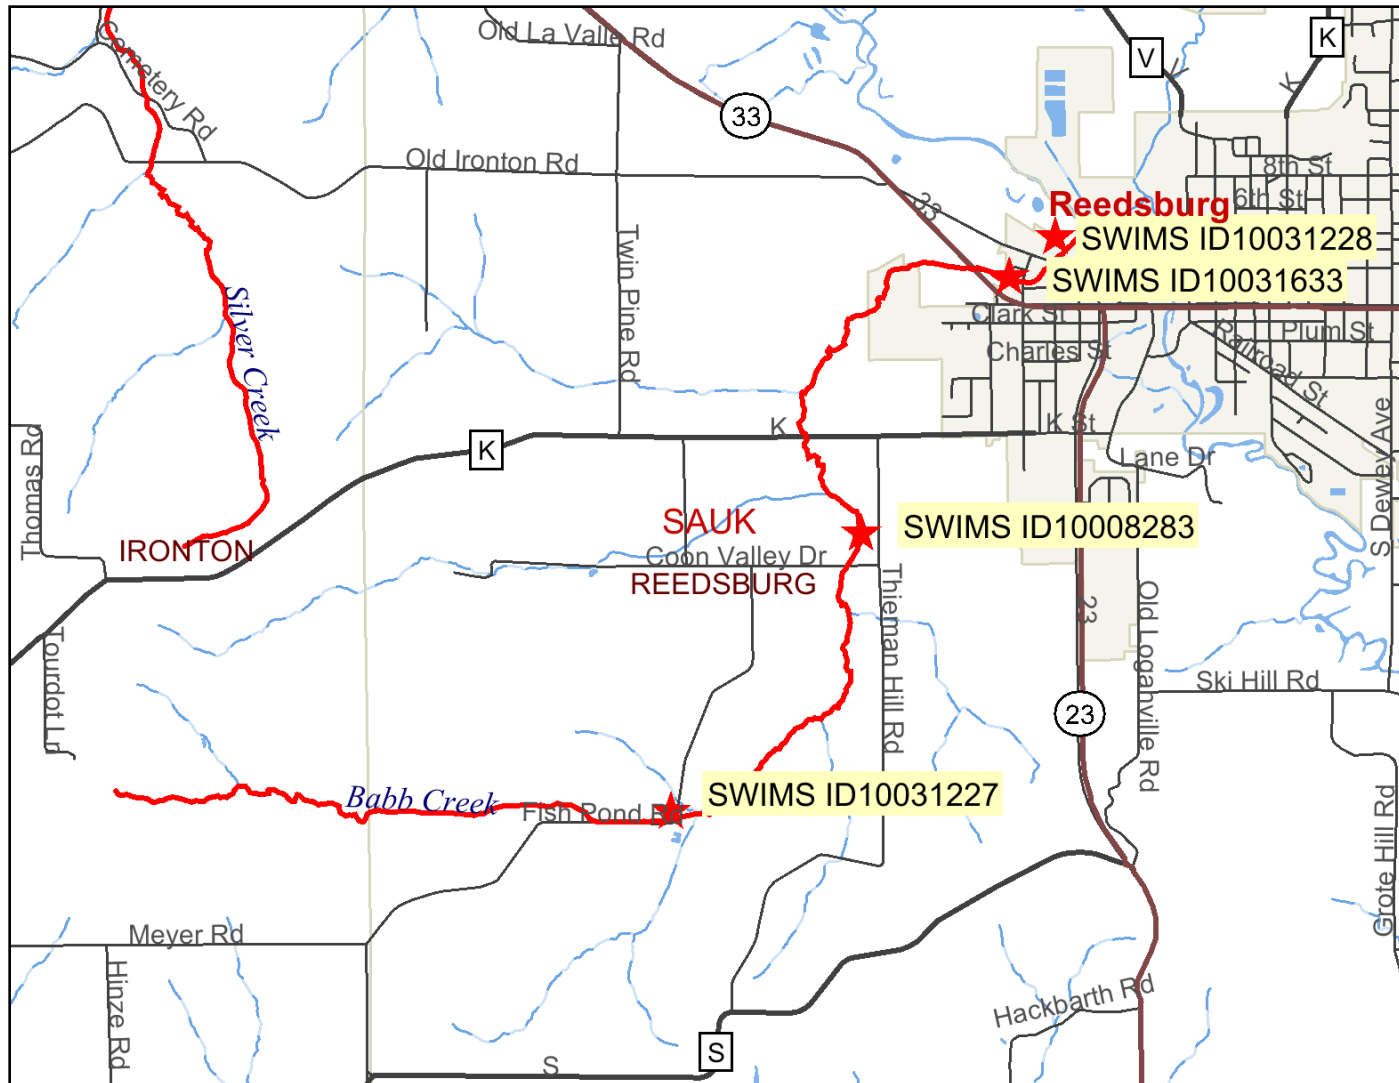 Cemetery Rd
Old La Valle Rd
33
V
V
K
K
Old Ironton Rd
33
8th St
6th St
Reedsburg
SWIMS ID10031228
SWIMS ID10031633
Twin Pine Rd
Silver Creek
Clark St
Charles St
Plum St
Railroad St
K
K
K St
Lane Dr
Thomas Rd
S Dewey Ave
SAUK
SWIMS ID10008283
IRONTON
Coon Valley Dr
REEDSBURG
Thieman Hill Rd
23
Old Loganville Rd
Tourdot Ln
Ski Hill Rd
23
Babb Creek
Fish Pond Rd
SWIMS ID10031227
Grote Hill Rd
Meyer Rd
Hinze Rd
Hackbarth Rd
S
S